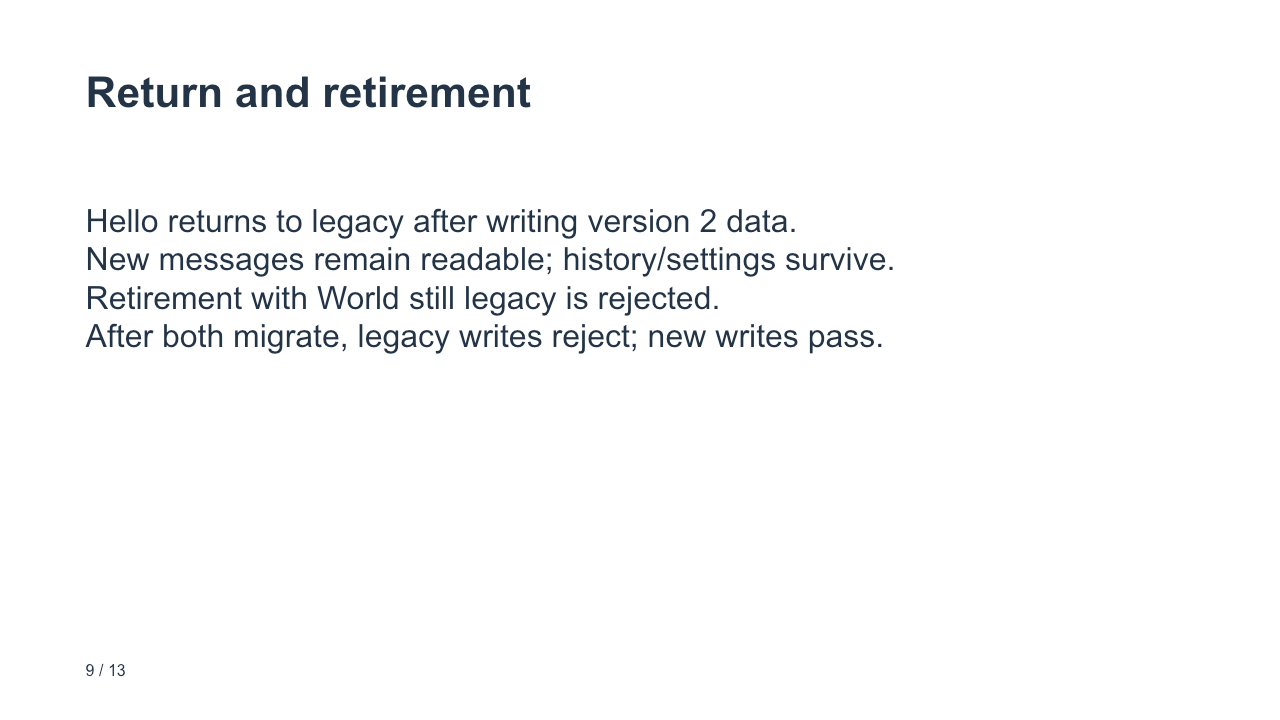 Return and retirement
Hello returns to legacy after writing version 2 data.
New messages remain readable; history/settings survive.
Retirement with World still legacy is rejected.
After both migrate, legacy writes reject; new writes pass.
9 / 13